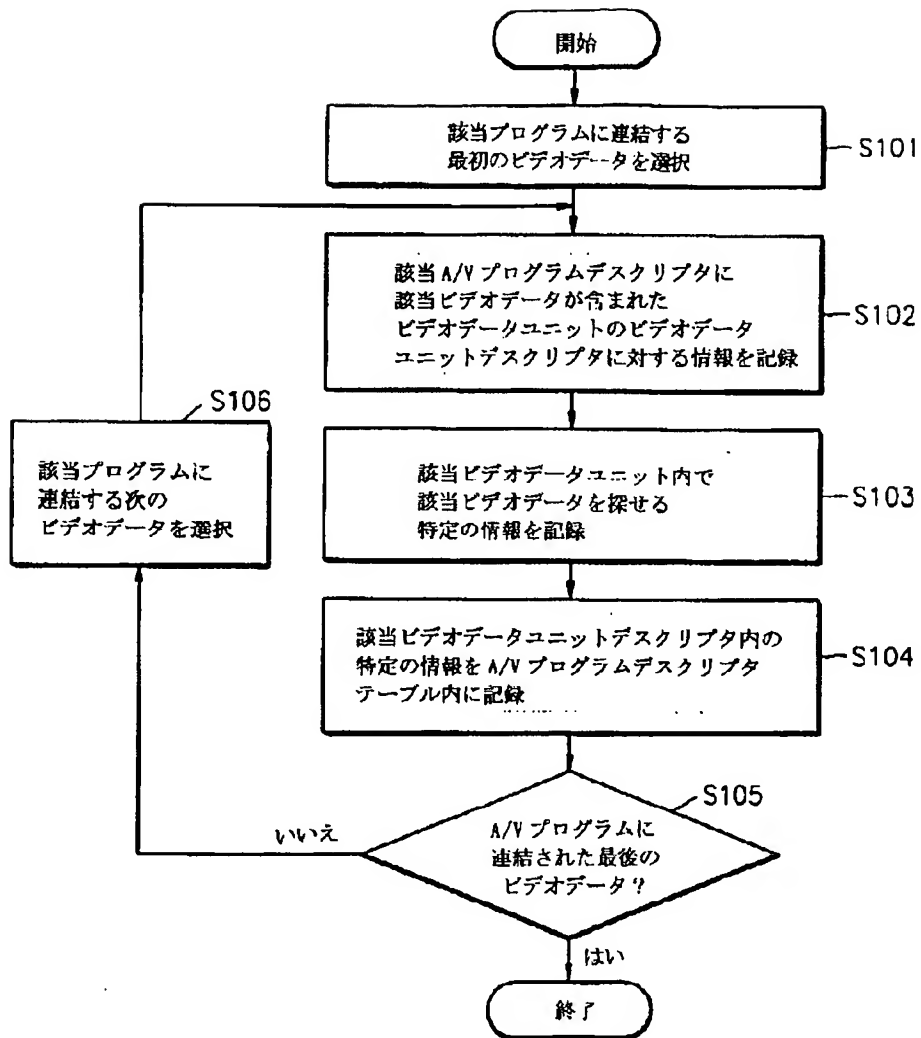 開始
該当プログラムに連結する
最初のビデオデータを選択
S101
該当A/Vプログラムデスクリプタに
該当ビデオデータが含まれた
ビデオデータユニットのビデオデータ
ユニットデスクリプタに対する情報を記録
S102
S106
該当プログラムに
連結する次の
ビデオデータを選択
該当ビデオデータユニット内で
該当ビデオデータを探せる
特定の情報を記録
S103
該当ビデオデータユニットデスクリプタ内の
特定の情報をA/Vプログラムデスクリプタ
テーブル内に記録
S104
S105
いいえ
A/Vプログラムに
連結された最後の
ビデオデータ?
はい
終了